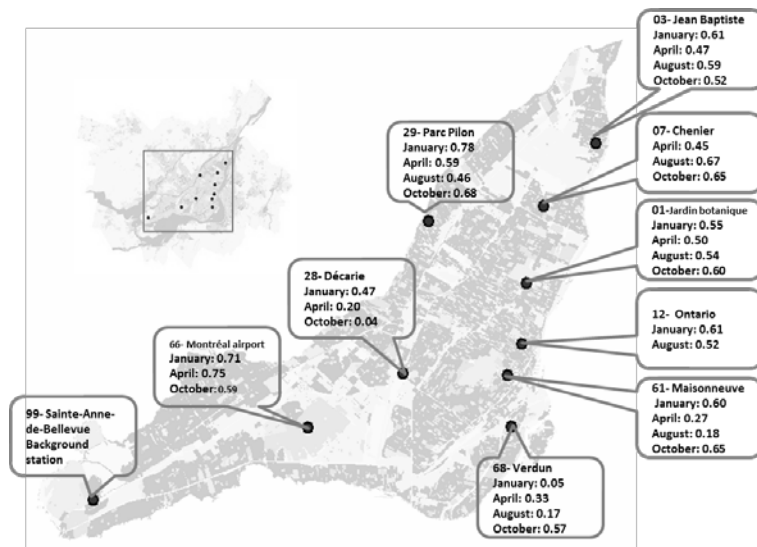 03- Jean Baptiste
January: 0.61
April: 0.47
August: 0.59
October: 0.52
29- Parc Pilon
January: 0.78
April: 0.59
August: 0.46
October: 0.68
07- Chenier
April: 0.45
August: 0.67
October: 0.65
01-Jardin botanique
January: 0.55
April: 0.50
August: 0.54
October: 0.60
28- Décarie
January: 0.47
April: 0.20
October: 0.04
12- Ontario
January: 0.61
August: 0.52
66- Montréal airport
January: 0.71
April: 0.75
October: 0.59
61- Maisonneuve
January: 0.60
April: 0.27
August: 0.18
October: 0.65
99- Sainte-Anne-
de-Bellevue
Background
station
68- Verdun
January: 0.05
April: 0.33
August: 0.17
October: 0.57